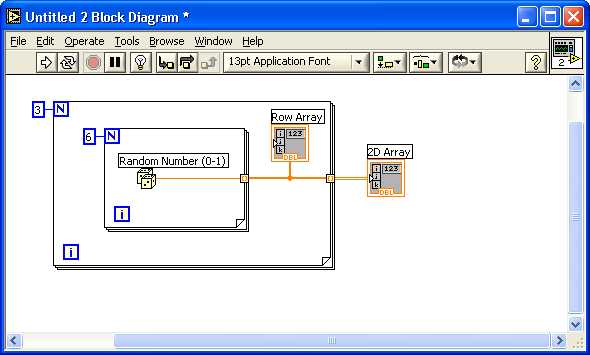 Untitled 2 Block Diagram *
File Edit Operate Tools Browse Window Help
13pt Application Font
?
2
3 N
Row Array
6 N
i 123
j
k
DBL
Random Number (0-1)
2D Array
i 123
j
k
DBL
i
i